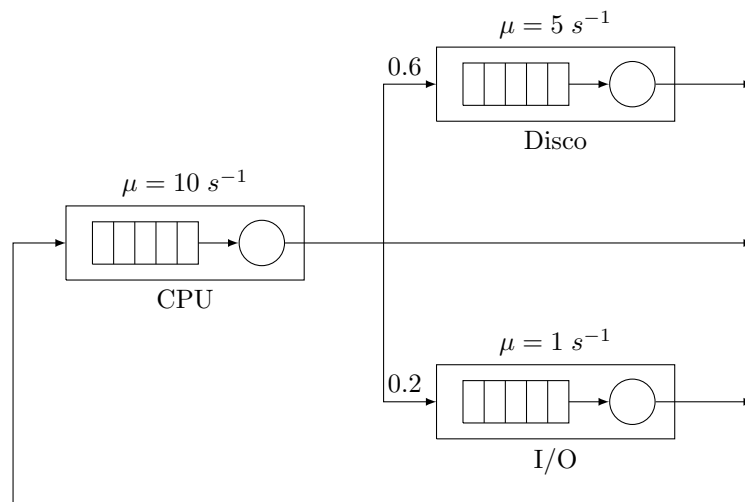 μ = 5 s⁻¹
0.6
Disco
μ = 10 s⁻¹
CPU
μ = 1 s⁻¹
0.2
I/O